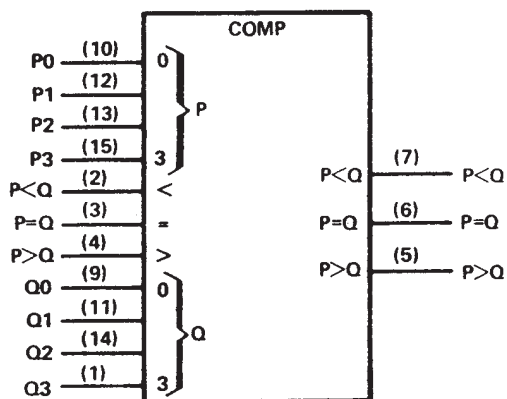 COMP
P0 (10) 0
P1 (12)
P2 (13) P
P3 (15) 3
P<Q (2) < P<Q (7) P<Q
P=Q (3) = P=Q (6) P=Q
P>Q (4) > P>Q (5) P>Q
Q0 (9) 0
Q1 (11) Q
Q2 (14)
Q3 (1) 3